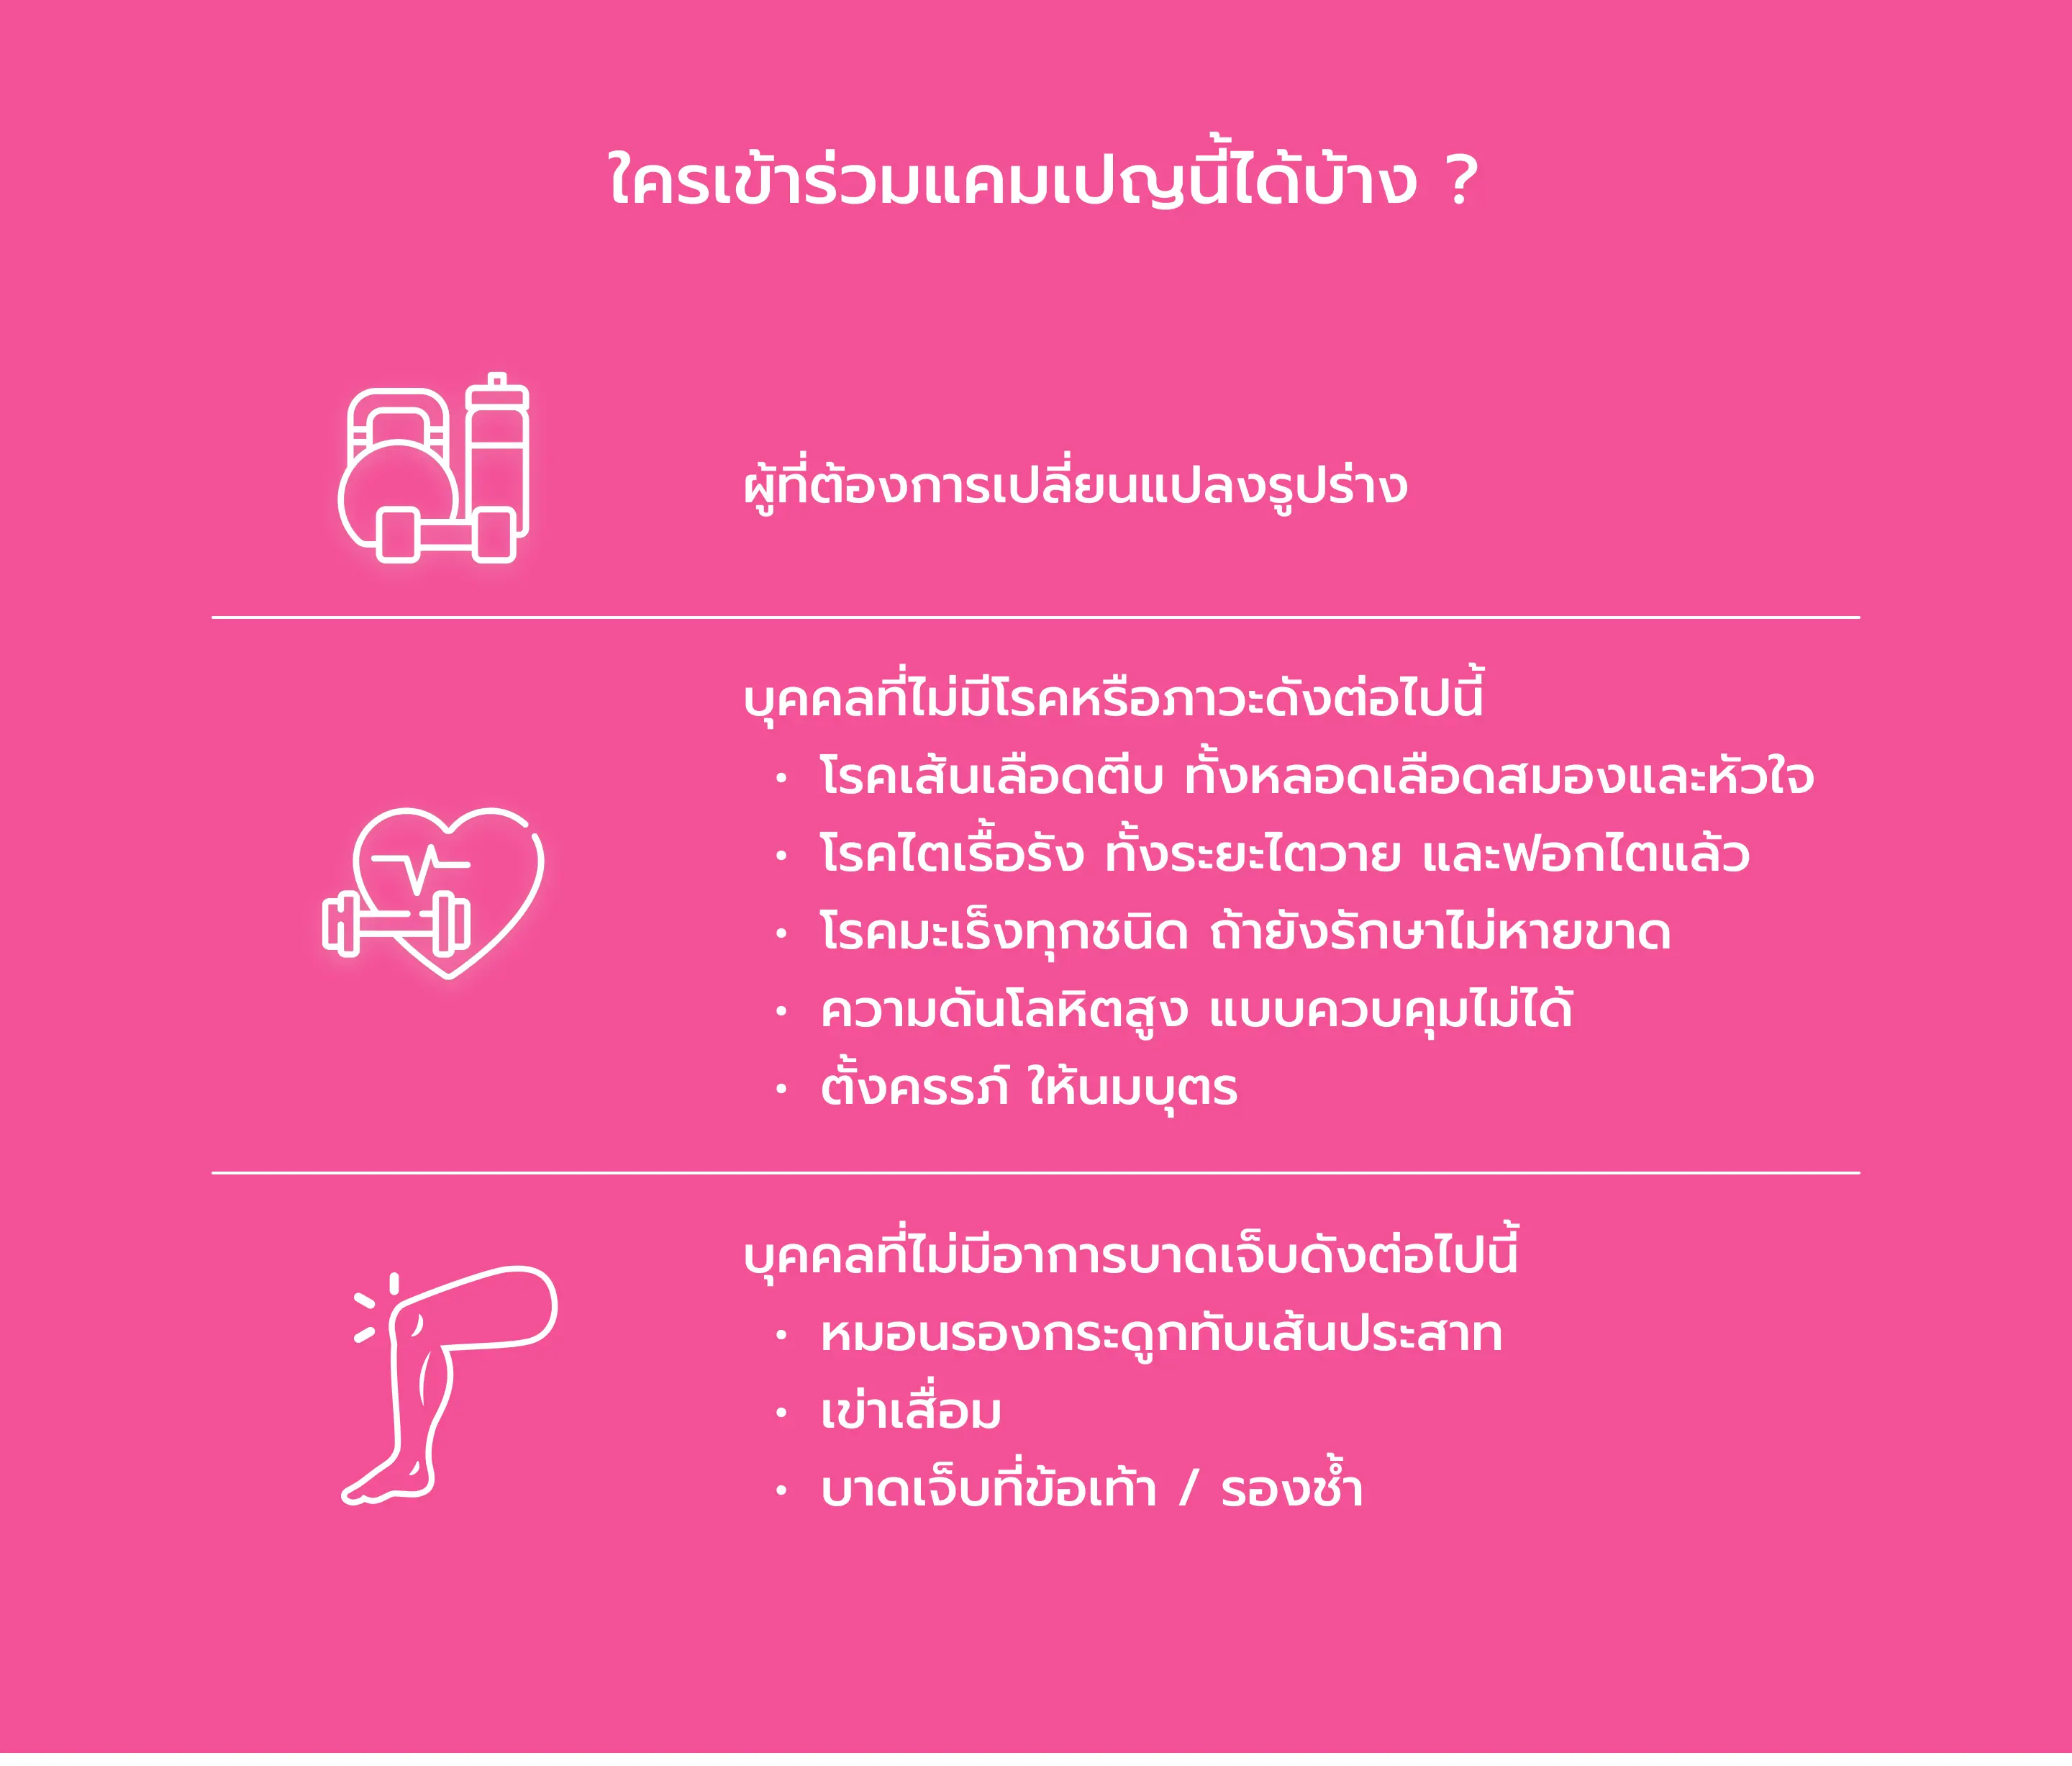 ใครเข้าร่วมแคมเปญนี้ได้บ้าง ?
ผู้ที่ต้องการเปลี่ยนแปลงรูปร่าง
บุคคลที่ไม่มีโรคหรือภาวะดังต่อไปนี้
• โรคเส้นเลือดตีบ ทั้งหลอดเลือดสมองและหัวใจ
• โรคไตเรื้อรัง ทั้งระยะไตวาย และฟอกไตแล้ว
• โรคมะเร็งทุกชนิด ถ้ายังรักษาไม่หายขาด
• ความดันโลหิตสูง แบบควบคุมไม่ได้
• ตั้งครรภ์ ให้นมบุตร
บุคคลที่ไม่มีอาการบาดเจ็บดังต่อไปนี้
• หมอนรองกระดูกทับเส้นประสาท
• เข่าเสื่อม
• บาดเจ็บที่ข้อเท้า / รองช้ำ